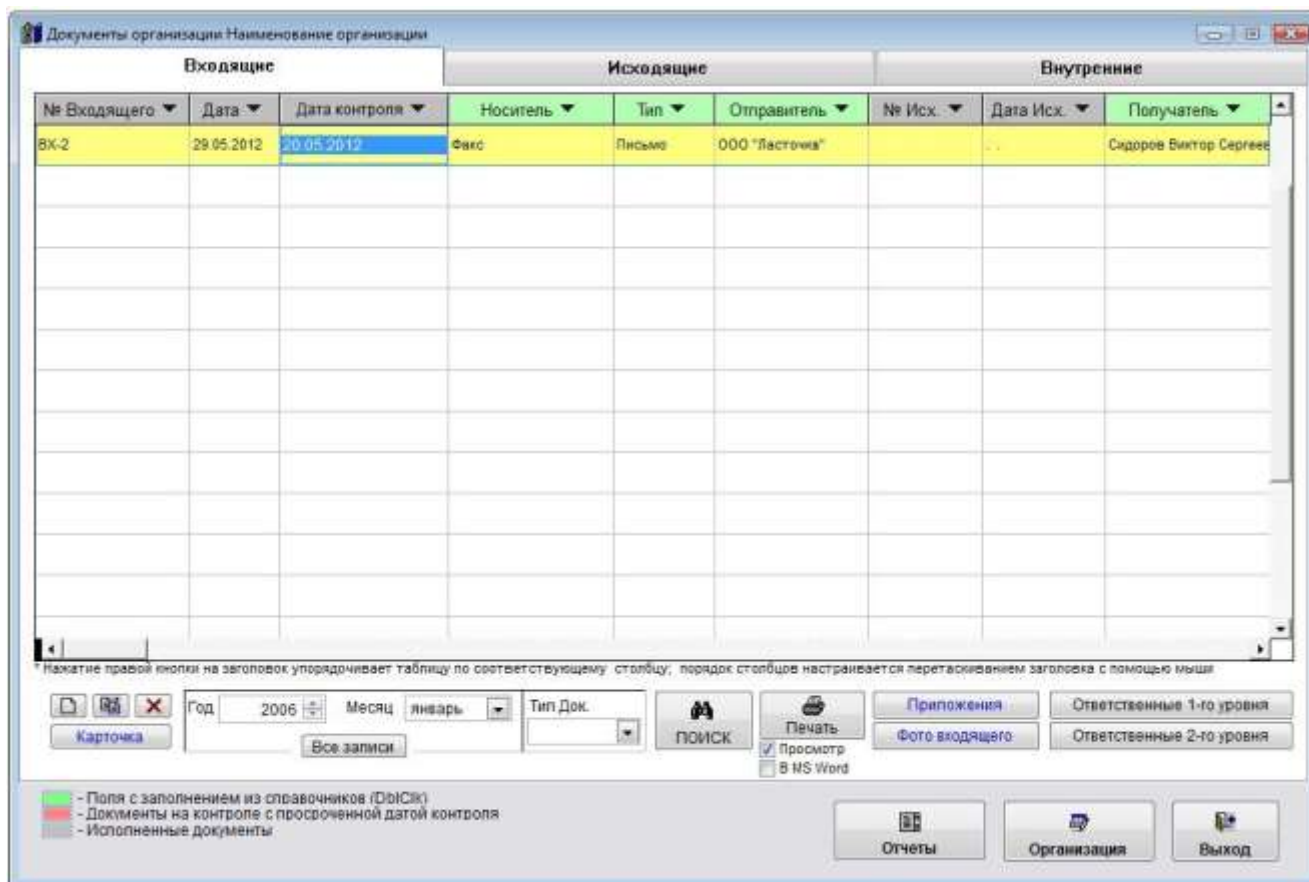 Документы организации Наименование организации
Входящие Исходящие Внутренние
№ Входящего Дата Дата контроля Носитель Тип Отправитель № Исх. Дата Исх. Получатель
ВХ-2 29.05.2012 20.05.2012 Факс Письмо ООО "Ласточка" . . Сидоров Виктор Сергеев
* Нажатие правой кнопки на заголовок упорядочивает таблицу по соответствующему столбцу; порядок столбцов настраивается перетаскиванием заголовка с помощью мыши
Карточка
Год 2006 Месяц январь
Все записи
Тип Док.
ПОИСК
Печать
Просмотр
В MS Word
Приложения
Фото входящего
Ответственные 1-го уровня
Ответственные 2-го уровня
- Поля с заполнением из справочников (DblClk)
- Документы на контроле с просроченной датой контроля
- Исполненные документы
Отчеты Организация Выход